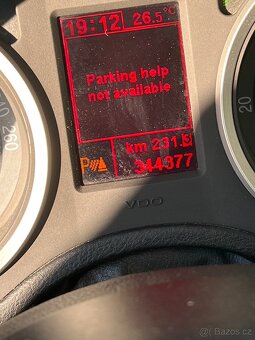 19:12 26.5°C
Parking help
not available
km 231.
P
344377
VDO
260
20
© Bazos.cz